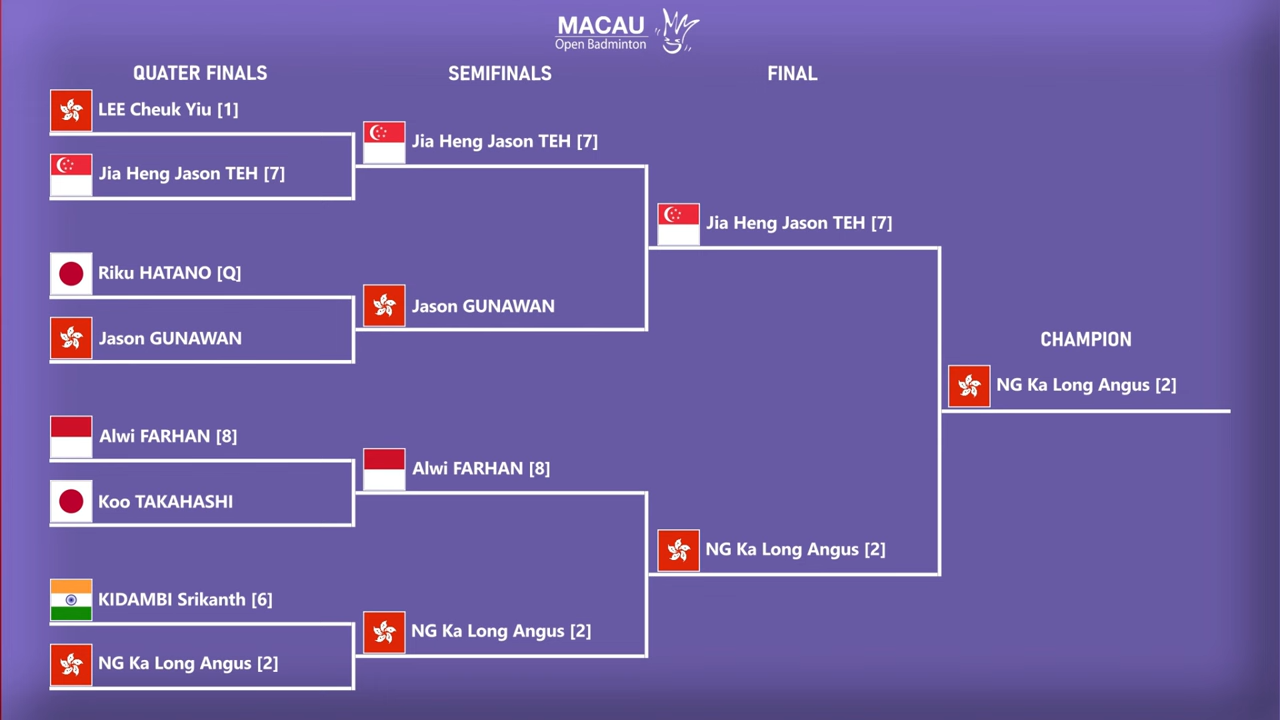 MACAU
Open Badminton
QUATER FINALS
SEMIFINALS
FINAL
LEE Cheuk Yiu [1]
Jia Heng Jason TEH [7]
Riku HATANO [Q]
Jason GUNAWAN
Alwi FARHAN [8]
Koo TAKAHASHI
KIDAMBI Srikanth [6]
NG Ka Long Angus [2]
Jia Heng Jason TEH [7]
Jason GUNAWAN
Alwi FARHAN [8]
NG Ka Long Angus [2]
Jia Heng Jason TEH [7]
NG Ka Long Angus [2]
CHAMPION
NG Ka Long Angus [2]